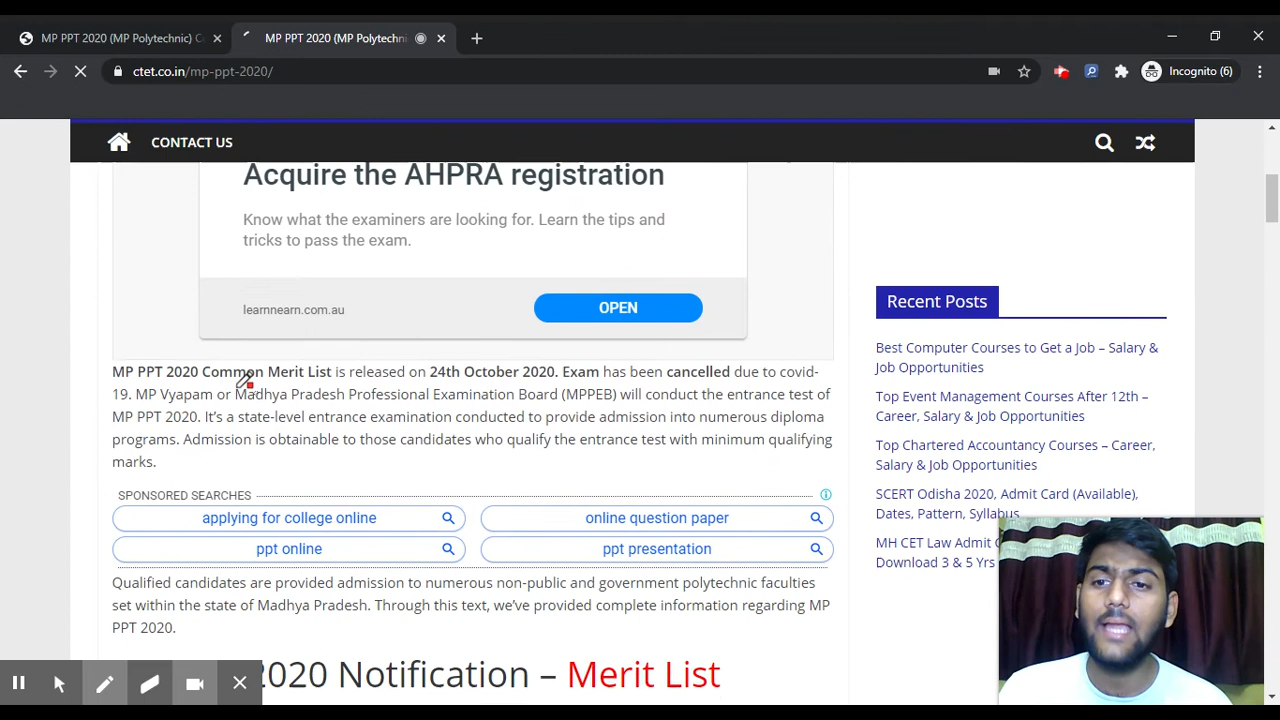 MP PPT 2020 (MP Polytechnic) C
MP PPT 2020 (MP Polytechni
ctet.co.in/mp-ppt-2020/
Incognito (6)
CONTACT US
Acquire the AHPRA registration
Know what the examiners are looking for. Learn the tips and
tricks to pass the exam.
learnnearn.com.au
OPEN
MP PPT 2020 Common Merit List is released on 24th October 2020. Exam has been cancelled due to covid-
19. MP Vyapam or Madhya Pradesh Professional Examination Board (MPPEB) will conduct the entrance test of
MP PPT 2020. It's a state-level entrance examination conducted to provide admission into numerous diploma
programs. Admission is obtainable to those candidates who qualify the entrance test with minimum qualifying
marks.
SPONSORED SEARCHES
applying for college online
online question paper
ppt online
ppt presentation
Qualified candidates are provided admission to numerous non-public and government polytechnic faculties
set within the state of Madhya Pradesh. Through this text, we've provided complete information regarding MP
PPT 2020.
2020 Notification – Merit List
Recent Posts
Best Computer Courses to Get a Job – Salary &
Job Opportunities
Top Event Management Courses After 12th –
Career, Salary & Job Opportunities
Top Chartered Accountancy Courses – Career,
Salary & Job Opportunities
SCERT Odisha 2020, Admit Card (Available),
Dates, Pattern, Syllabus
MH CET Law Admit
Download 3 & 5 Yrs